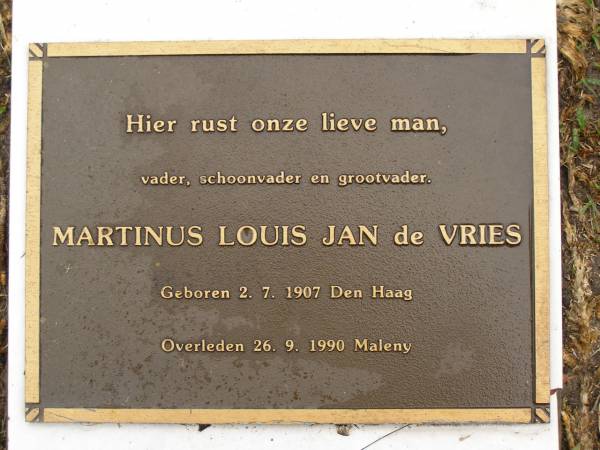 Hier rust onze lieve man,
vader, schoonvader en grootvader.
MARTINUS LOUIS JAN de VRIES
Geboren 2. 7. 1907 Den Haag
Overleden 26. 9. 1990 Maleny